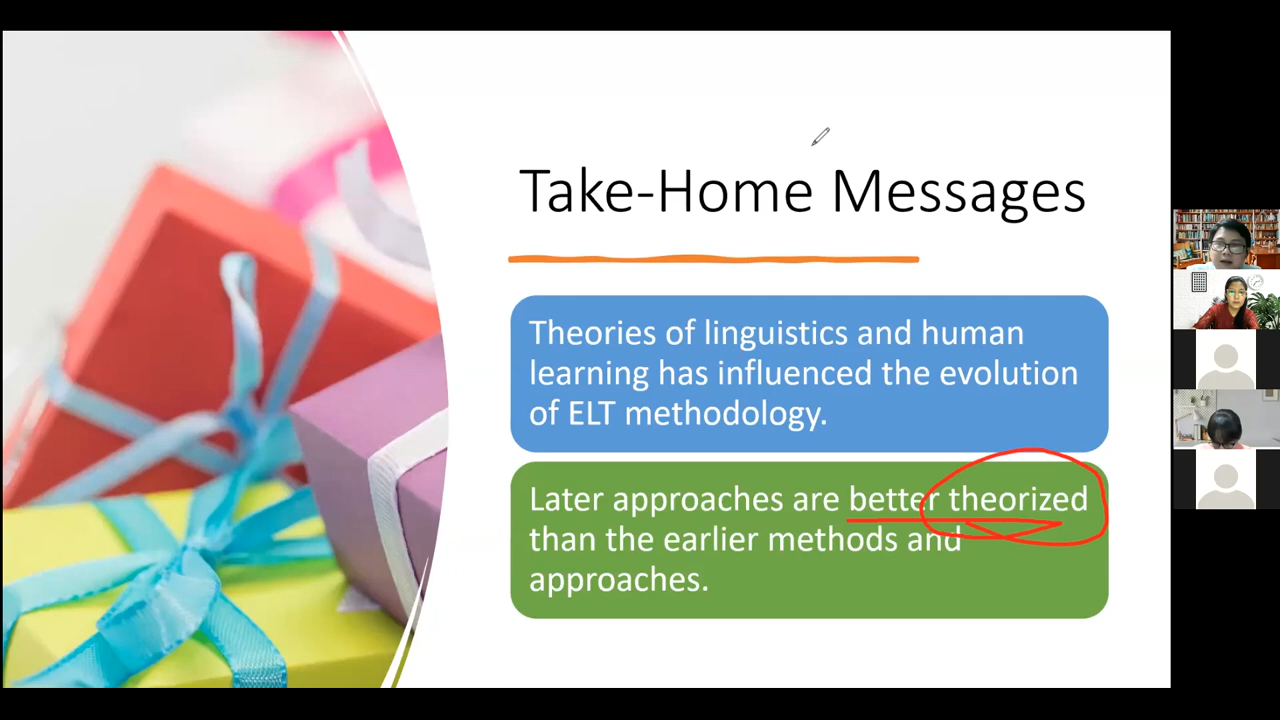 Take-Home Messages
Theories of linguistics and human
learning has influenced the evolution
of ELT methodology.
Later approaches are better theorized
than the earlier methods and
approaches.